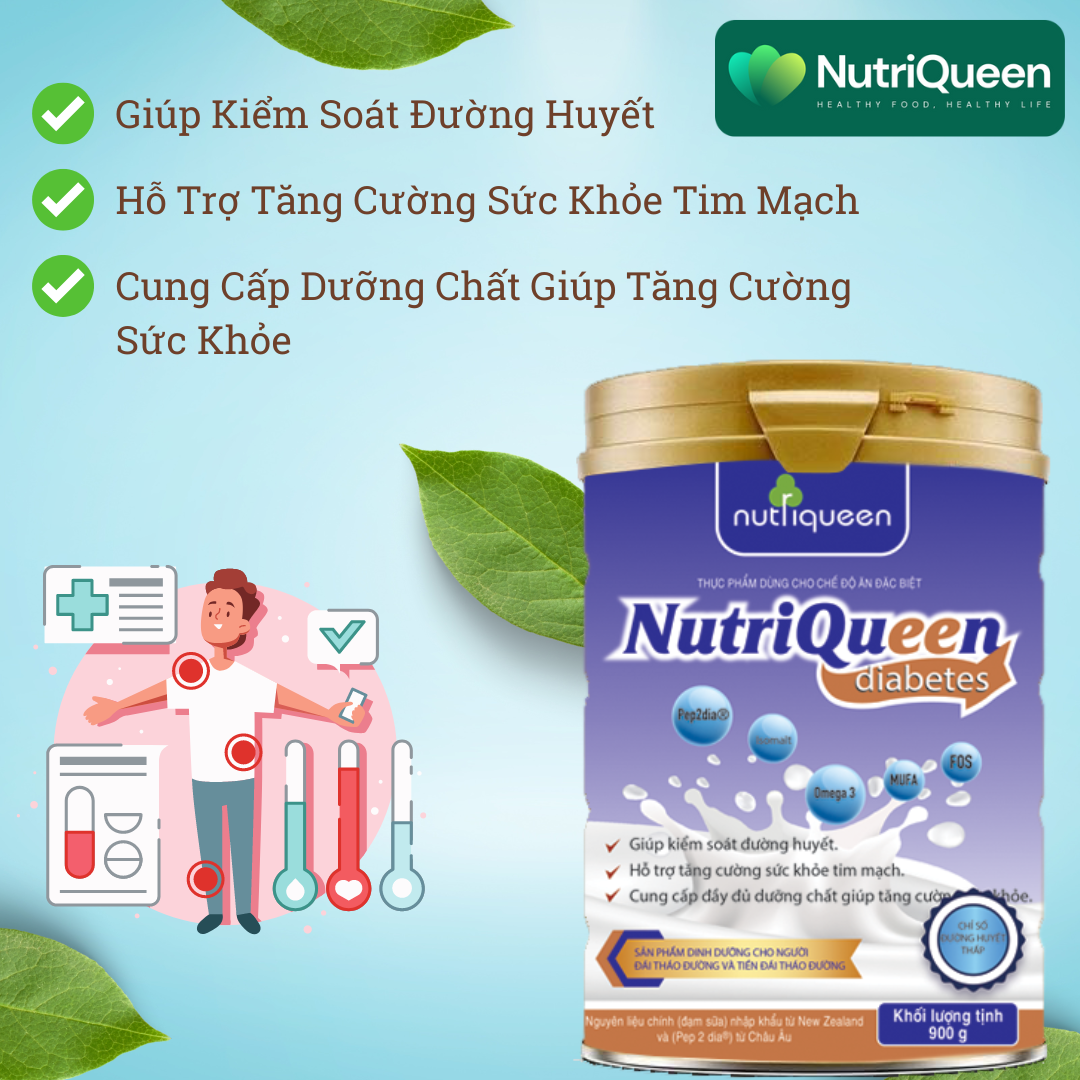 NutriQueen
HEALTHY FOOD, HEALTHY LIFE
Giúp Kiểm Soát Đường Huyết
Hỗ Trợ Tăng Cường Sức Khỏe Tim Mạch
Cung Cấp Dưỡng Chất Giúp Tăng Cường
Sức Khỏe
nutriqueen
THỰC PHẨM DÙNG CHO CHẾ ĐỘ ĂN ĐẶC BIỆT
NutriQueen
diabetes
Pep2dia®
Isomalt
Omega 3
MUFA
FOS
Giúp kiểm soát đường huyết.
Hỗ trợ tăng cường sức khỏe tim mạch.
Cung cấp đầy đủ dưỡng chất giúp tăng khỏe.
CHỈ SỐ
ĐƯỜNG HUYẾT
THẤP
SẢN PHẨM DINH DƯỠNG CHO NGƯỜI
ĐÁI THÁO ĐƯỜNG VÀ TIỀN ĐÁI THÁO ĐƯỜNG
Nguyên liệu chính (đạm sữa) nhập khẩu từ New Zealand
và (Pep 2 dia®) từ Châu Âu
Khối lượng tịnh
900 g